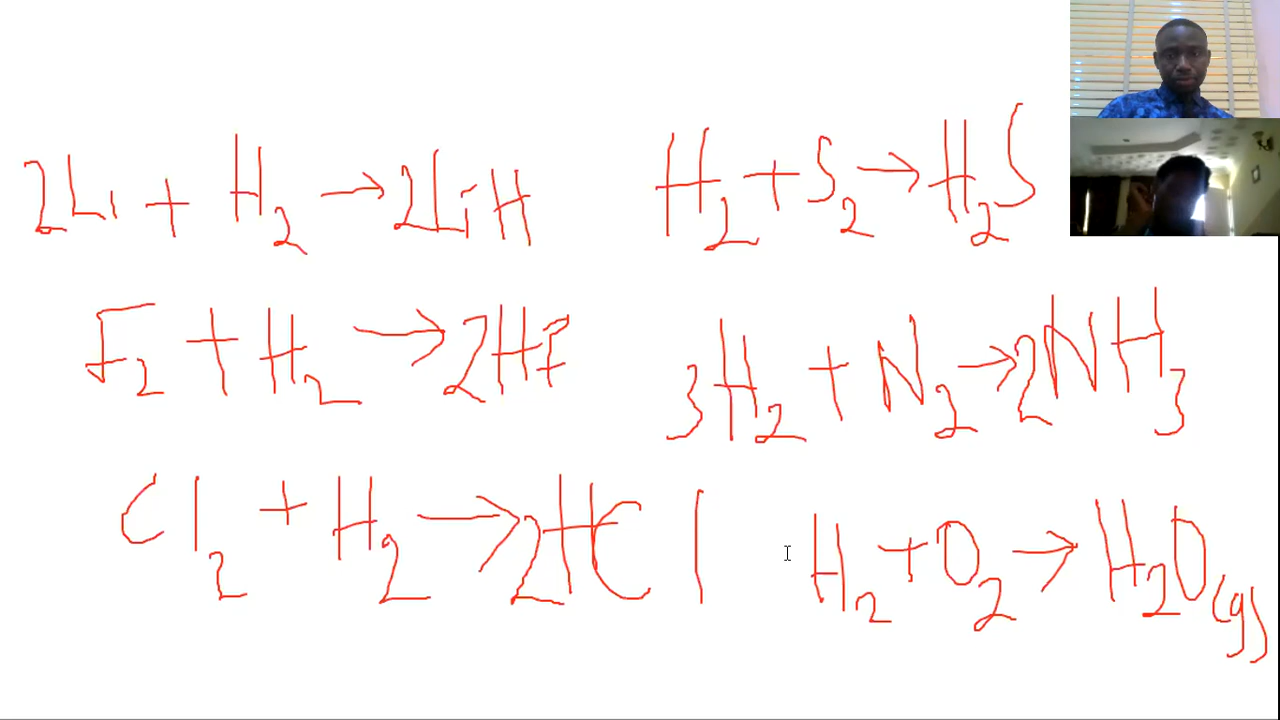 2Li + H₂ → 2LiH
H₂ + S₂ → H₂S
F₂ + H₂ → 2HF
3H₂ + N₂ → 2NH₃
Cl₂ + H₂ → 2HCl
H₂ + O₂ → H₂O(g)